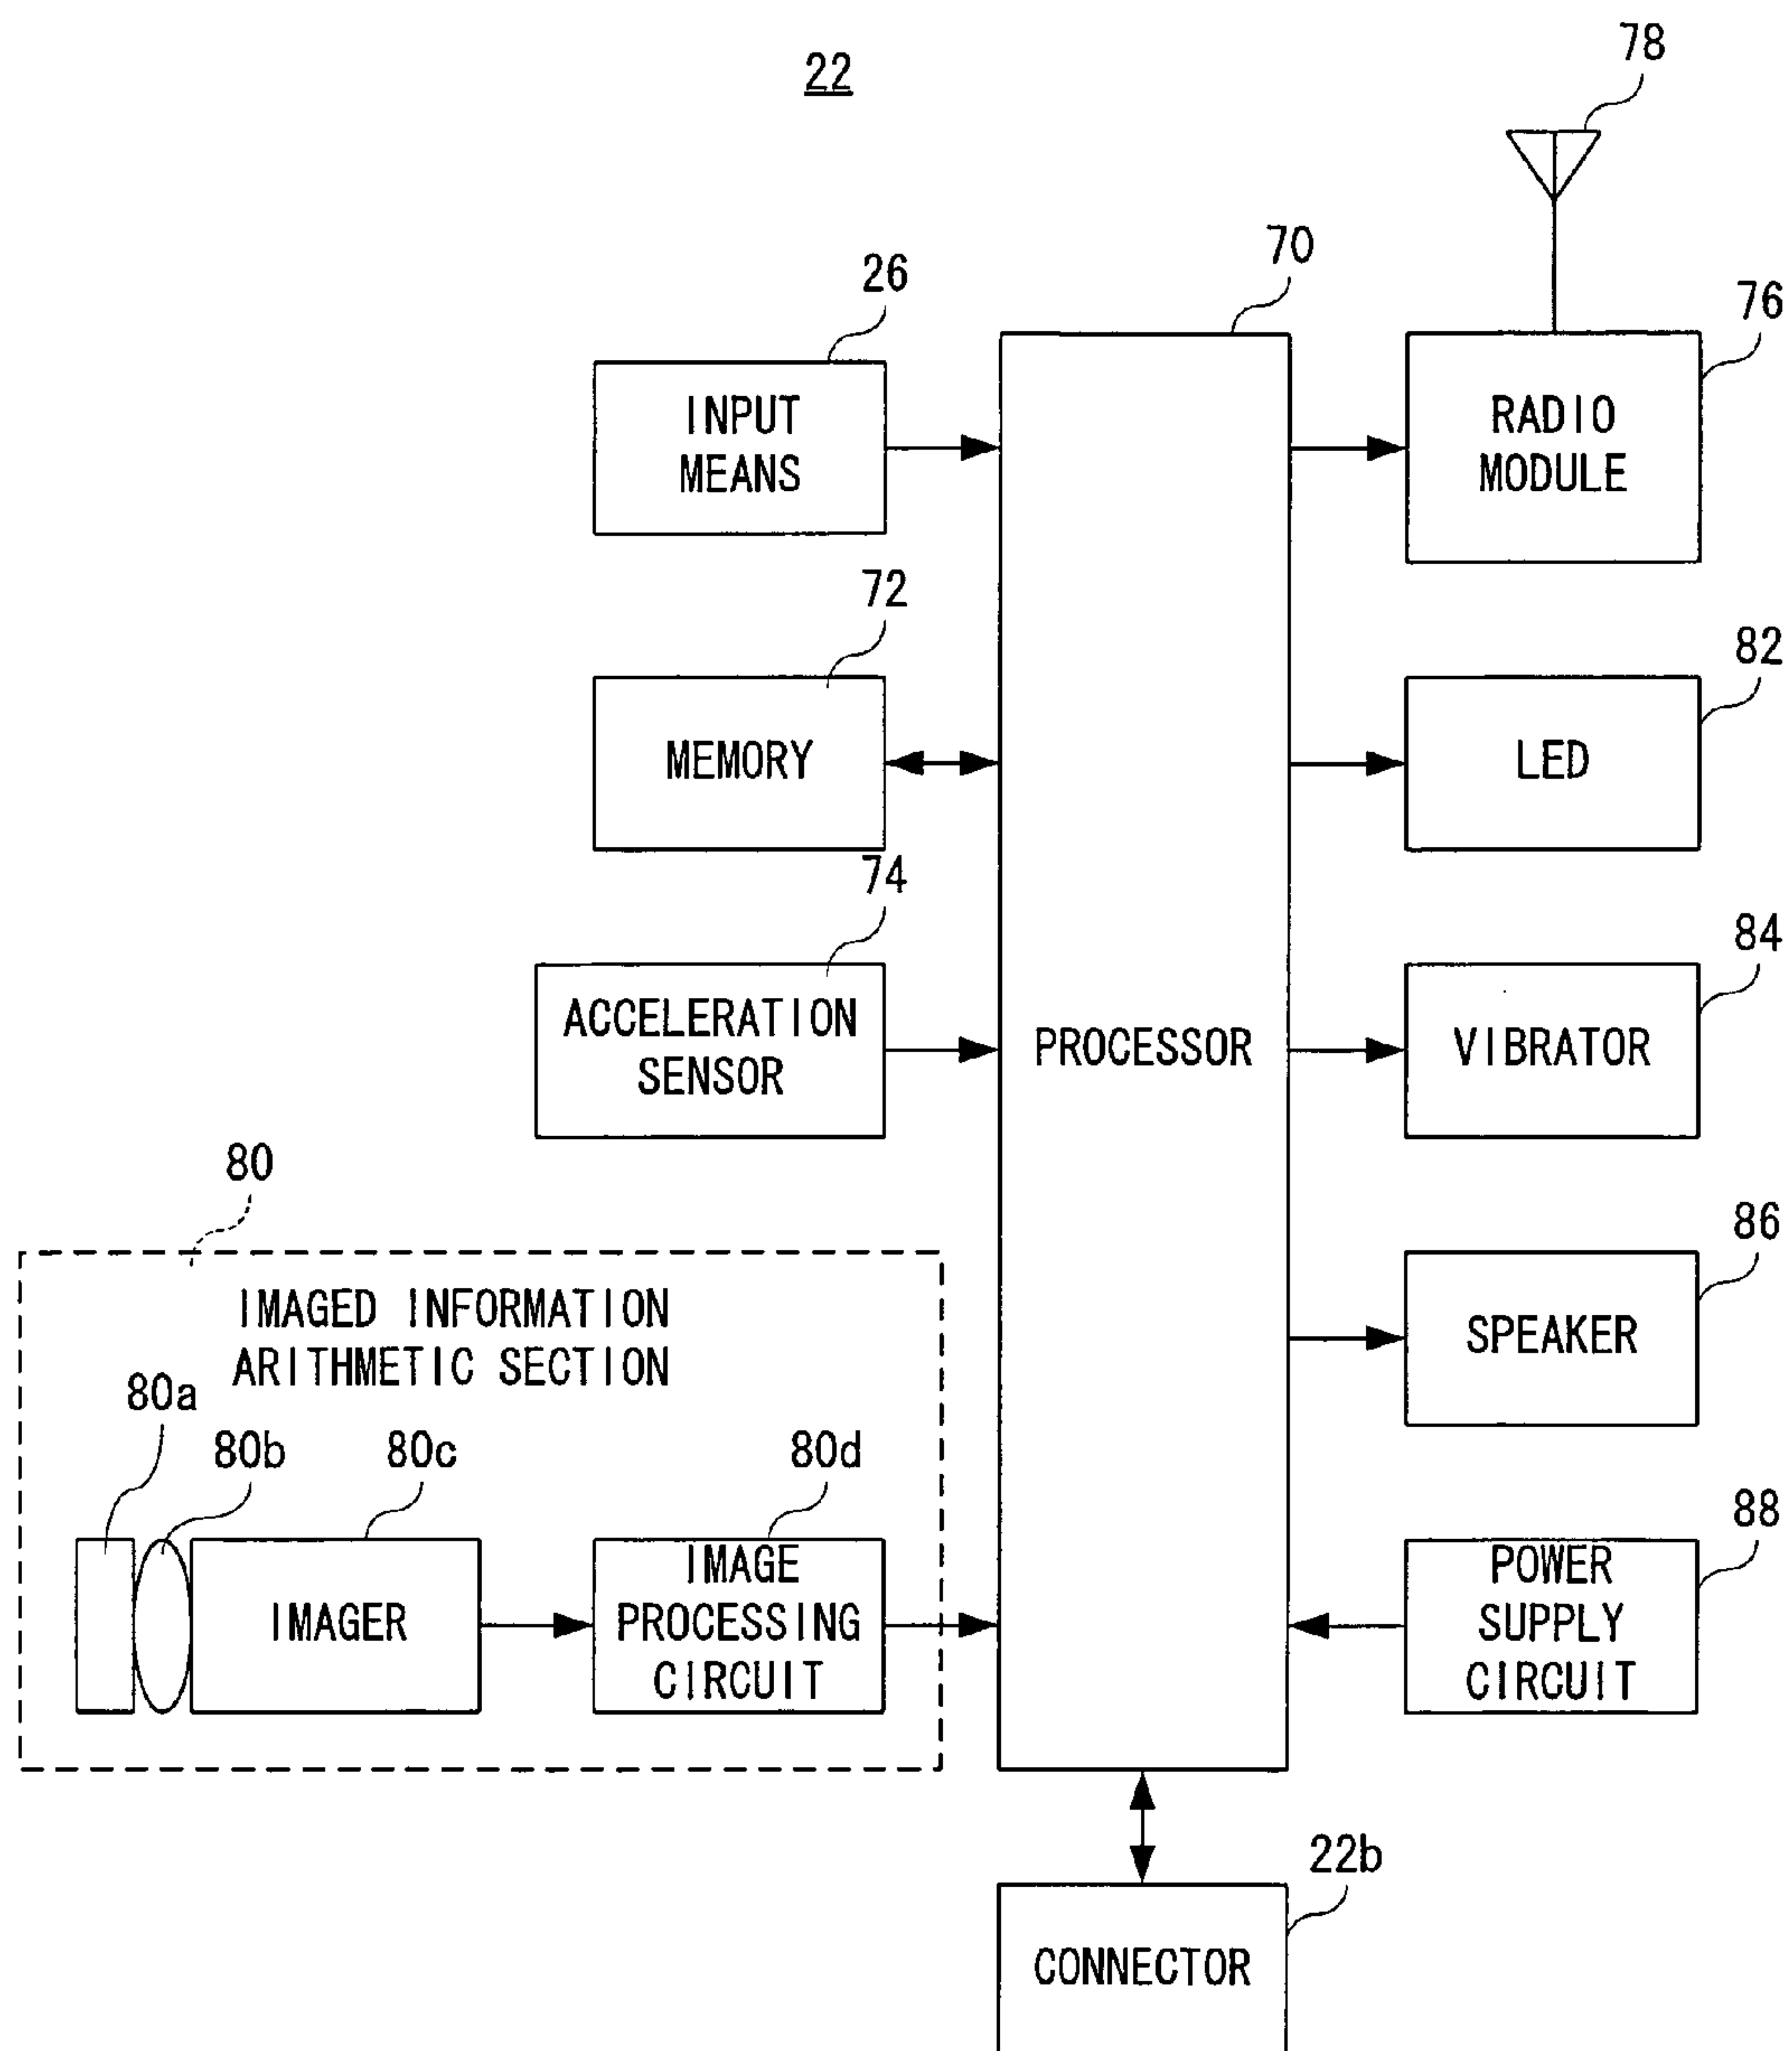 22
78
70
26
76
INPUT
MEANS
RADIO
MODULE
72
82
MEMORY
LED
74
84
ACCELERATION
SENSOR
PROCESSOR
VIBRATOR
80
86
IMAGED INFORMATION
ARITHMETIC SECTION
SPEAKER
80a
80b
80c
80d
88
IMAGER
IMAGE
PROCESSING
CIRCUIT
POWER
SUPPLY
CIRCUIT
22b
CONNECTOR